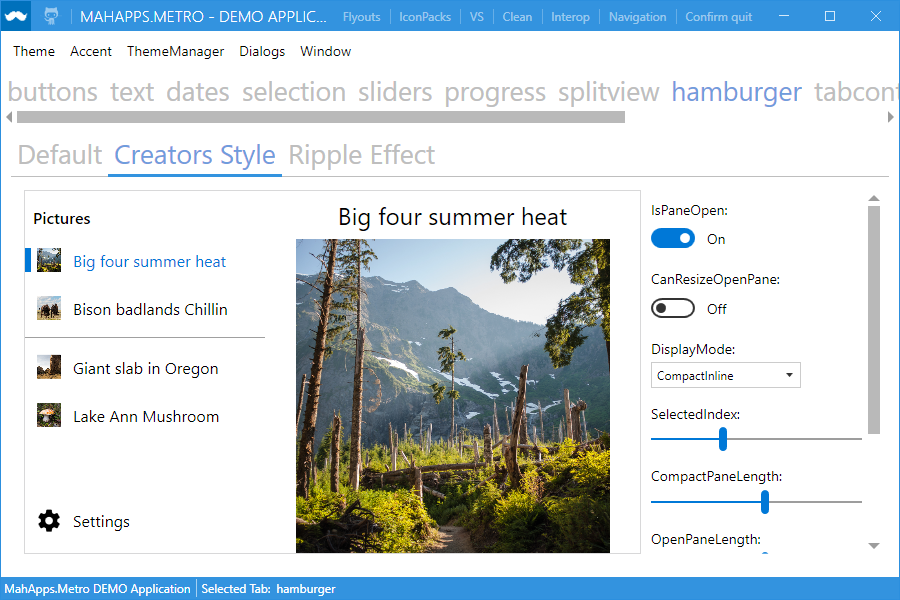 MAHAPPS.METRO - DEMO APPLIC... Flyouts IconPacks VS Clean Interop Navigation Confirm quit
Theme Accent ThemeManager Dialogs Window
buttons text dates selection sliders progress splitview hamburger tabcont
Default Creators Style Ripple Effect
Pictures
Big four summer heat
Bison badlands Chillin
Giant slab in Oregon
Lake Ann Mushroom
Settings
Big four summer heat
IsPaneOpen:
On
CanResizeOpenPane:
Off
DisplayMode:
CompactInline
SelectedIndex:
CompactPaneLength:
OpenPaneLength:
MahApps.Metro DEMO Application Selected Tab: hamburger